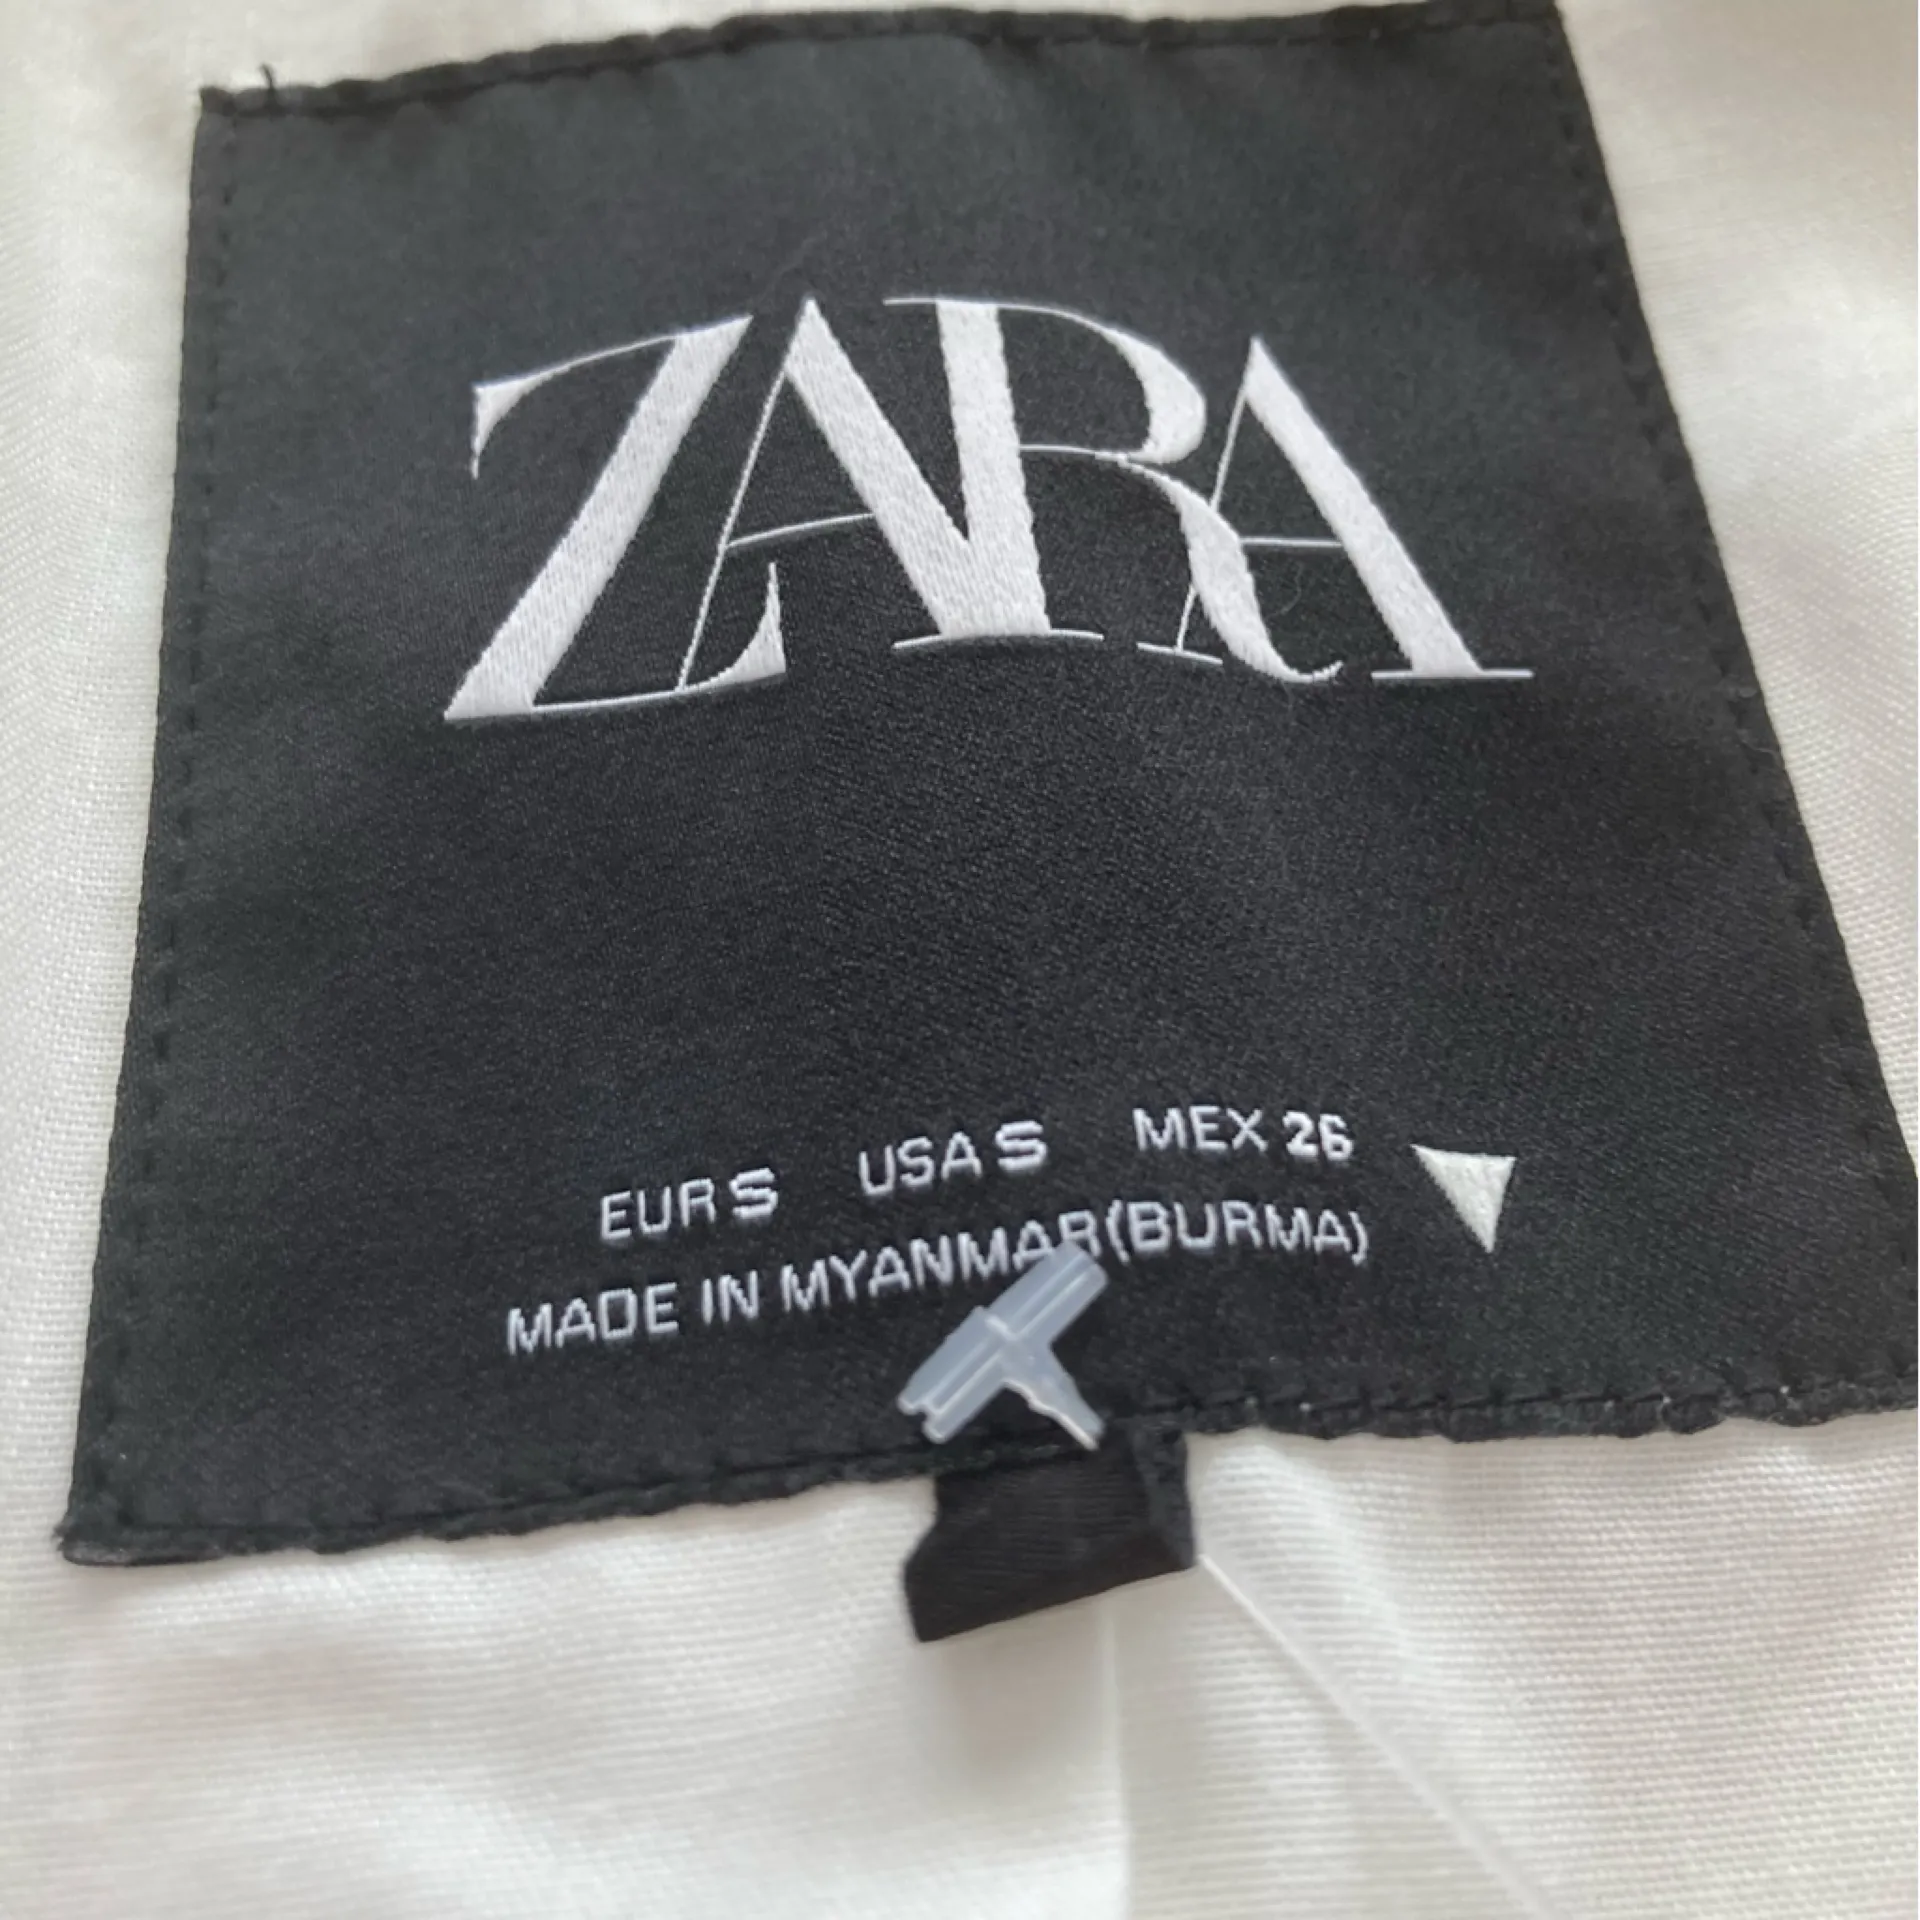 ZARA
EUR S USA S MEX 26
MADE IN MYANMAR (BURMA)